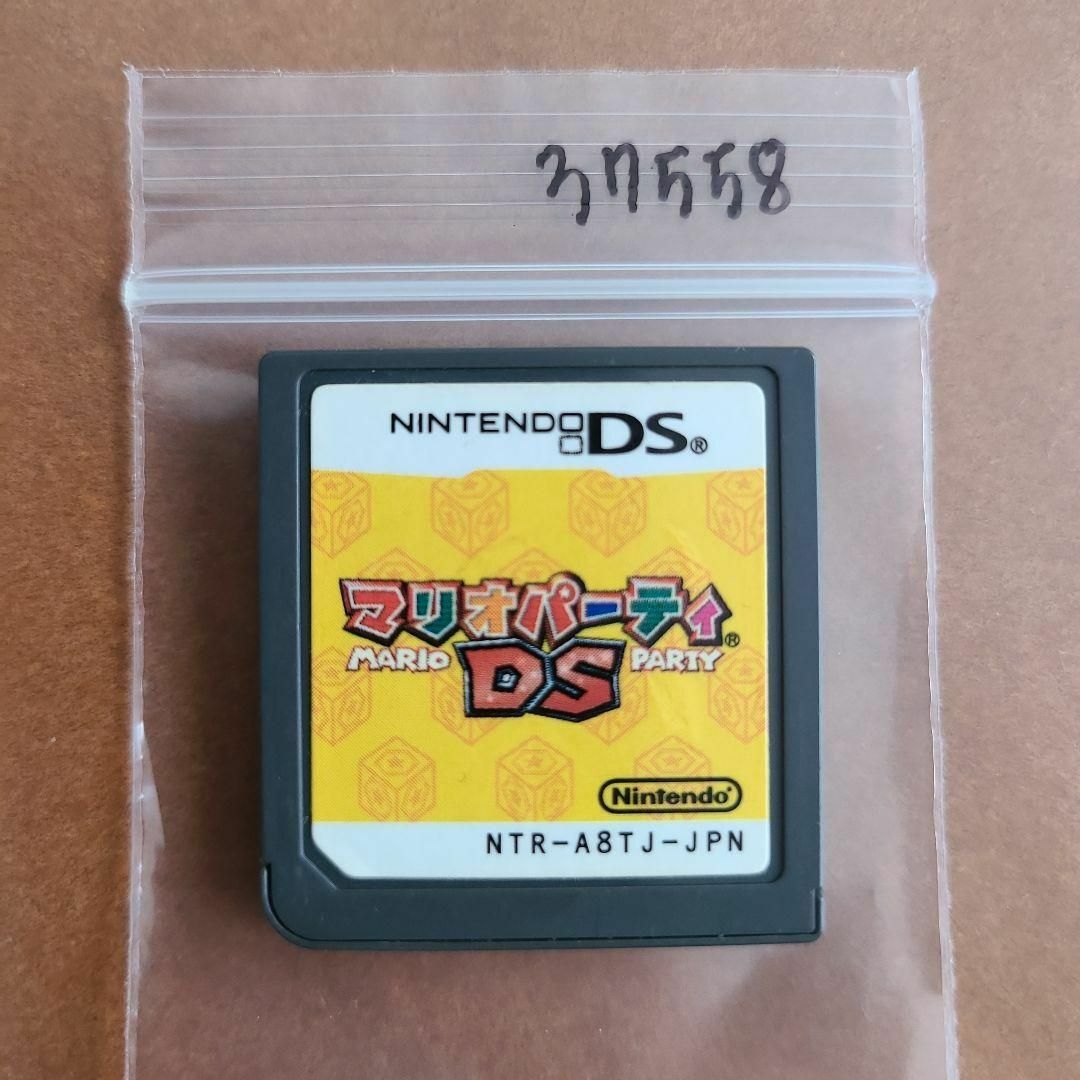 37558
NINTENDO DS®
マリオパーティ®
MARIO DS PARTY
Nintendo®
NTR-A8TJ-JPN